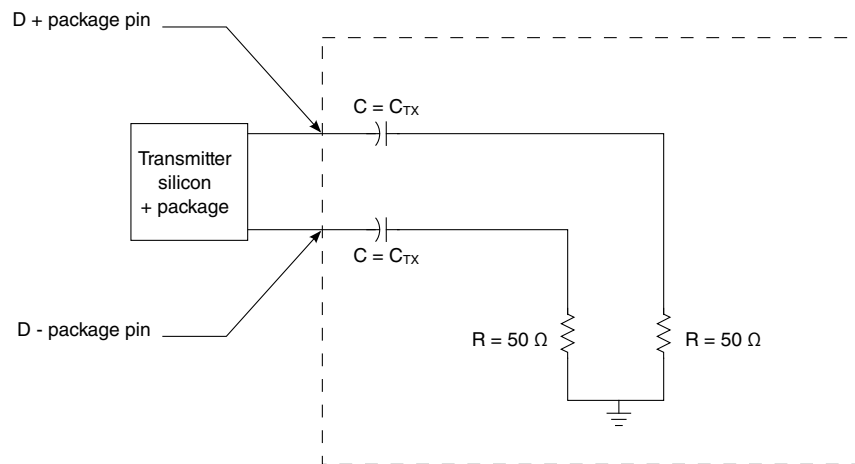 D + package pin
C = CTX
Transmitter
silicon
+ package
C = CTX
D - package pin
R = 50 Ω
R = 50 Ω